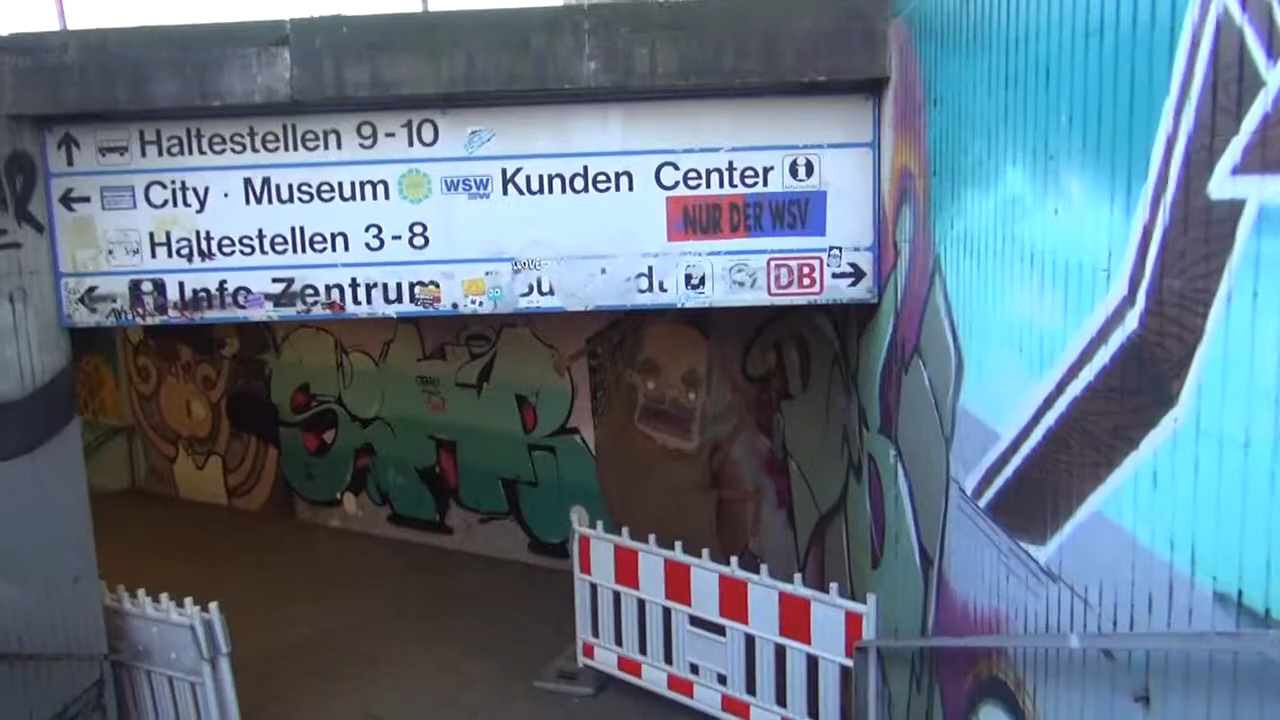 Haltestellen 9-10
City · Museum WSW Kunden Center
NUR DER WSV
Haltestellen 3-8
Info Zentrum DB